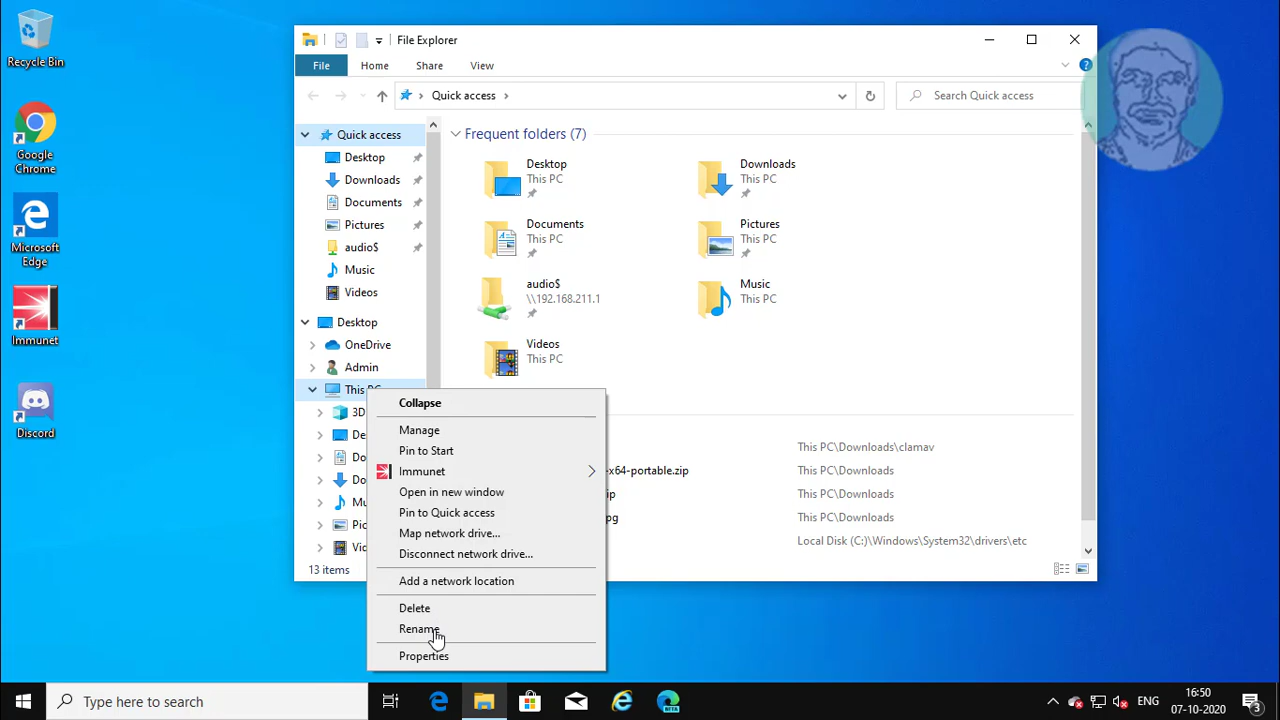 Recycle Bin
Google
Chrome
Microsoft
Edge
Immunet
Discord
File Explorer
File
Home
Share
View
Quick access
Search Quick access
Quick access
Desktop
Downloads
Documents
Pictures
audio$
Music
Videos
Desktop
OneDrive
Admin
This PC
3D
De
Do
Do
Mu
Pic
Vid
13 items
Frequent folders (7)
Desktop
This PC
Downloads
This PC
Documents
This PC
Pictures
This PC
audio$
\\192.168.211.1
Music
This PC
Videos
This PC
This PC\Downloads\clamav
-x64-portable.zip
This PC\Downloads
ip
This PC\Downloads
pg
This PC\Downloads
Local Disk (C:)\Windows\System32\drivers\etc
Collapse
Manage
Pin to Start
Immunet
Open in new window
Pin to Quick access
Map network drive...
Disconnect network drive...
Add a network location
Delete
Rename
Properties
Type here to search
ENG
16:50
07-10-2020
3